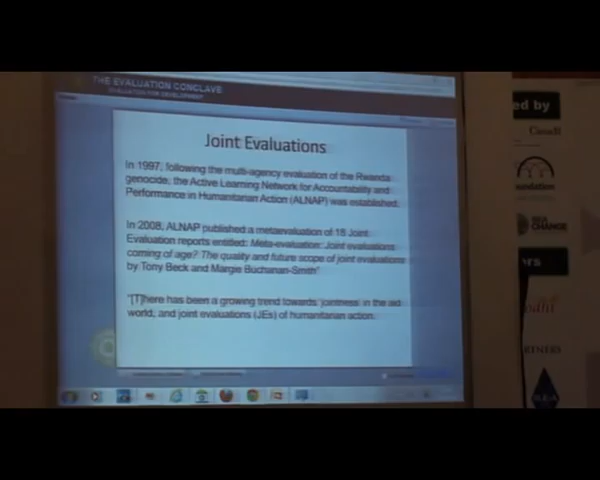 THE EVALUATION CONCLAVE
EVALUATION FOR DEVELOPMENT
Joint Evaluations
In 1997, following the multi-agency evaluation of the Rwanda
genocide, the Active Learning Network for Accountability and
Performance in Humanitarian Action (ALNAP) was established.
In 2008, ALNAP published a metaevaluation of 18 Joint
Evaluation reports entitled: Meta-evaluation: Joint evaluations
coming of age? The quality and future scope of joint evaluations
by Tony Beck and Margie Buchanan-Smith"
"[T]here has been a growing trend towards 'jointness' in the aid
world, and joint evaluations (JEs) of humanitarian action.
ed by
Canada
undation
CHANGE